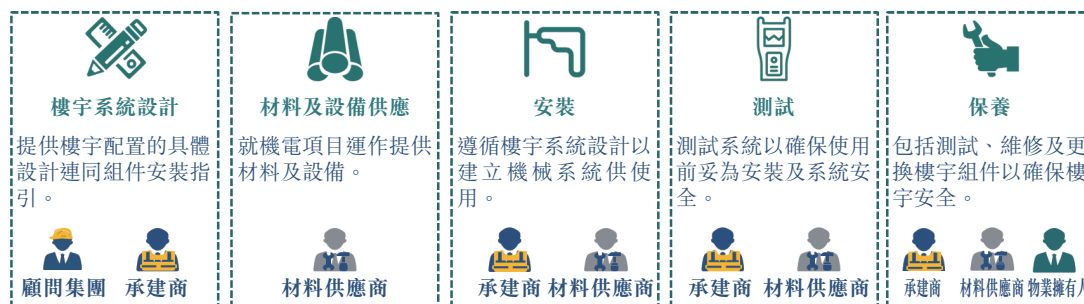 樓宇系統設計
提供樓宇配置的具體
設計連同組件安裝指
引。
顧問集團 承建商
材料及設備供應
就機電項目運作提供
材料及設備。
材料供應商
安裝
遵循樓宇系統設計以
建立機械系統供使
用。
承建商 材料供應商
測試
測試系統以確保使用
前妥為安裝及系統安
全。
承建商 材料供應商
保養
包括測試、維修及更
換樓宇組件以確保樓
宇安全。
承建商 材料供應商 物業擁有人